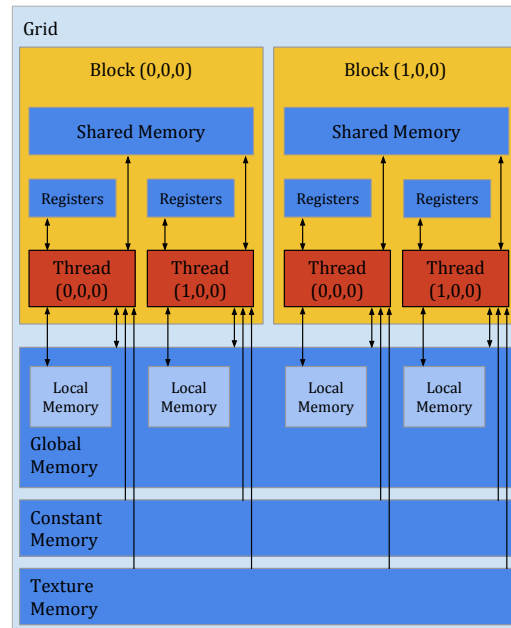 Grid
Block (0,0,0)
Shared Memory
Registers
Registers
Thread
(0,0,0)
Thread
(1,0,0)
Block (1,0,0)
Shared Memory
Registers
Registers
Thread
(0,0,0)
Thread
(1,0,0)
Local
Memory
Local
Memory
Local
Memory
Local
Memory
Global
Memory
Constant
Memory
Texture
Memory